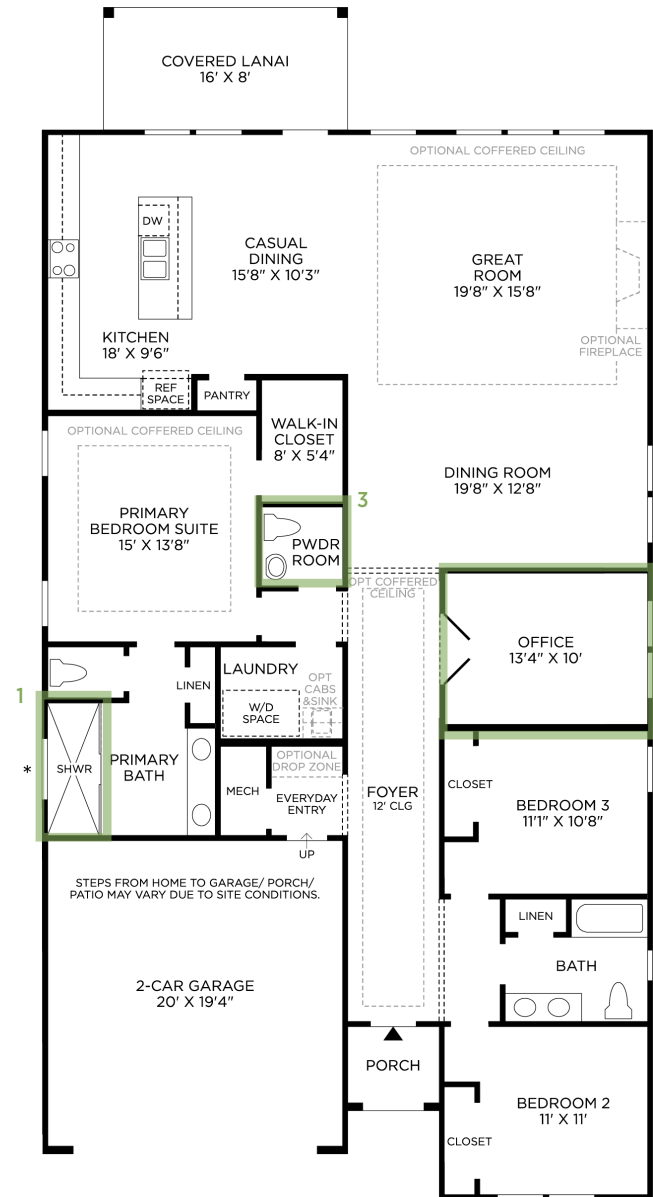 COVERED LANAI
16' X 8'
OPTIONAL COFFERED CEILING
DW
CASUAL
DINING
15'8" X 10'3"
GREAT
ROOM
19'8" X 15'8"
KITCHEN
18' X 9'6"
OPTIONAL
FIREPLACE
REF
SPACE
PANTRY
OPTIONAL COFFERED CEILING
WALK-IN
CLOSET
8' X 5'4"
DINING ROOM
19'8" X 12'8"
PRIMARY
BEDROOM SUITE
15' X 13'8"
3
PWDR
ROOM
OPT COFFERED
CEILING
OFFICE
13'4" X 10'
LINEN
LAUNDRY
OPT
CABS
&SINK
W/D
SPACE
1
*
SHWR
PRIMARY
BATH
OPTIONAL
DROP ZONE
MECH
EVERYDAY
ENTRY
UP
FOYER
12' CLG
CLOSET
BEDROOM 3
11'1" X 10'8"
STEPS FROM HOME TO GARAGE/ PORCH/
PATIO MAY VARY DUE TO SITE CONDITIONS.
LINEN
BATH
2-CAR GARAGE
20' X 19'4"
PORCH
BEDROOM 2
11' X 11'
CLOSET